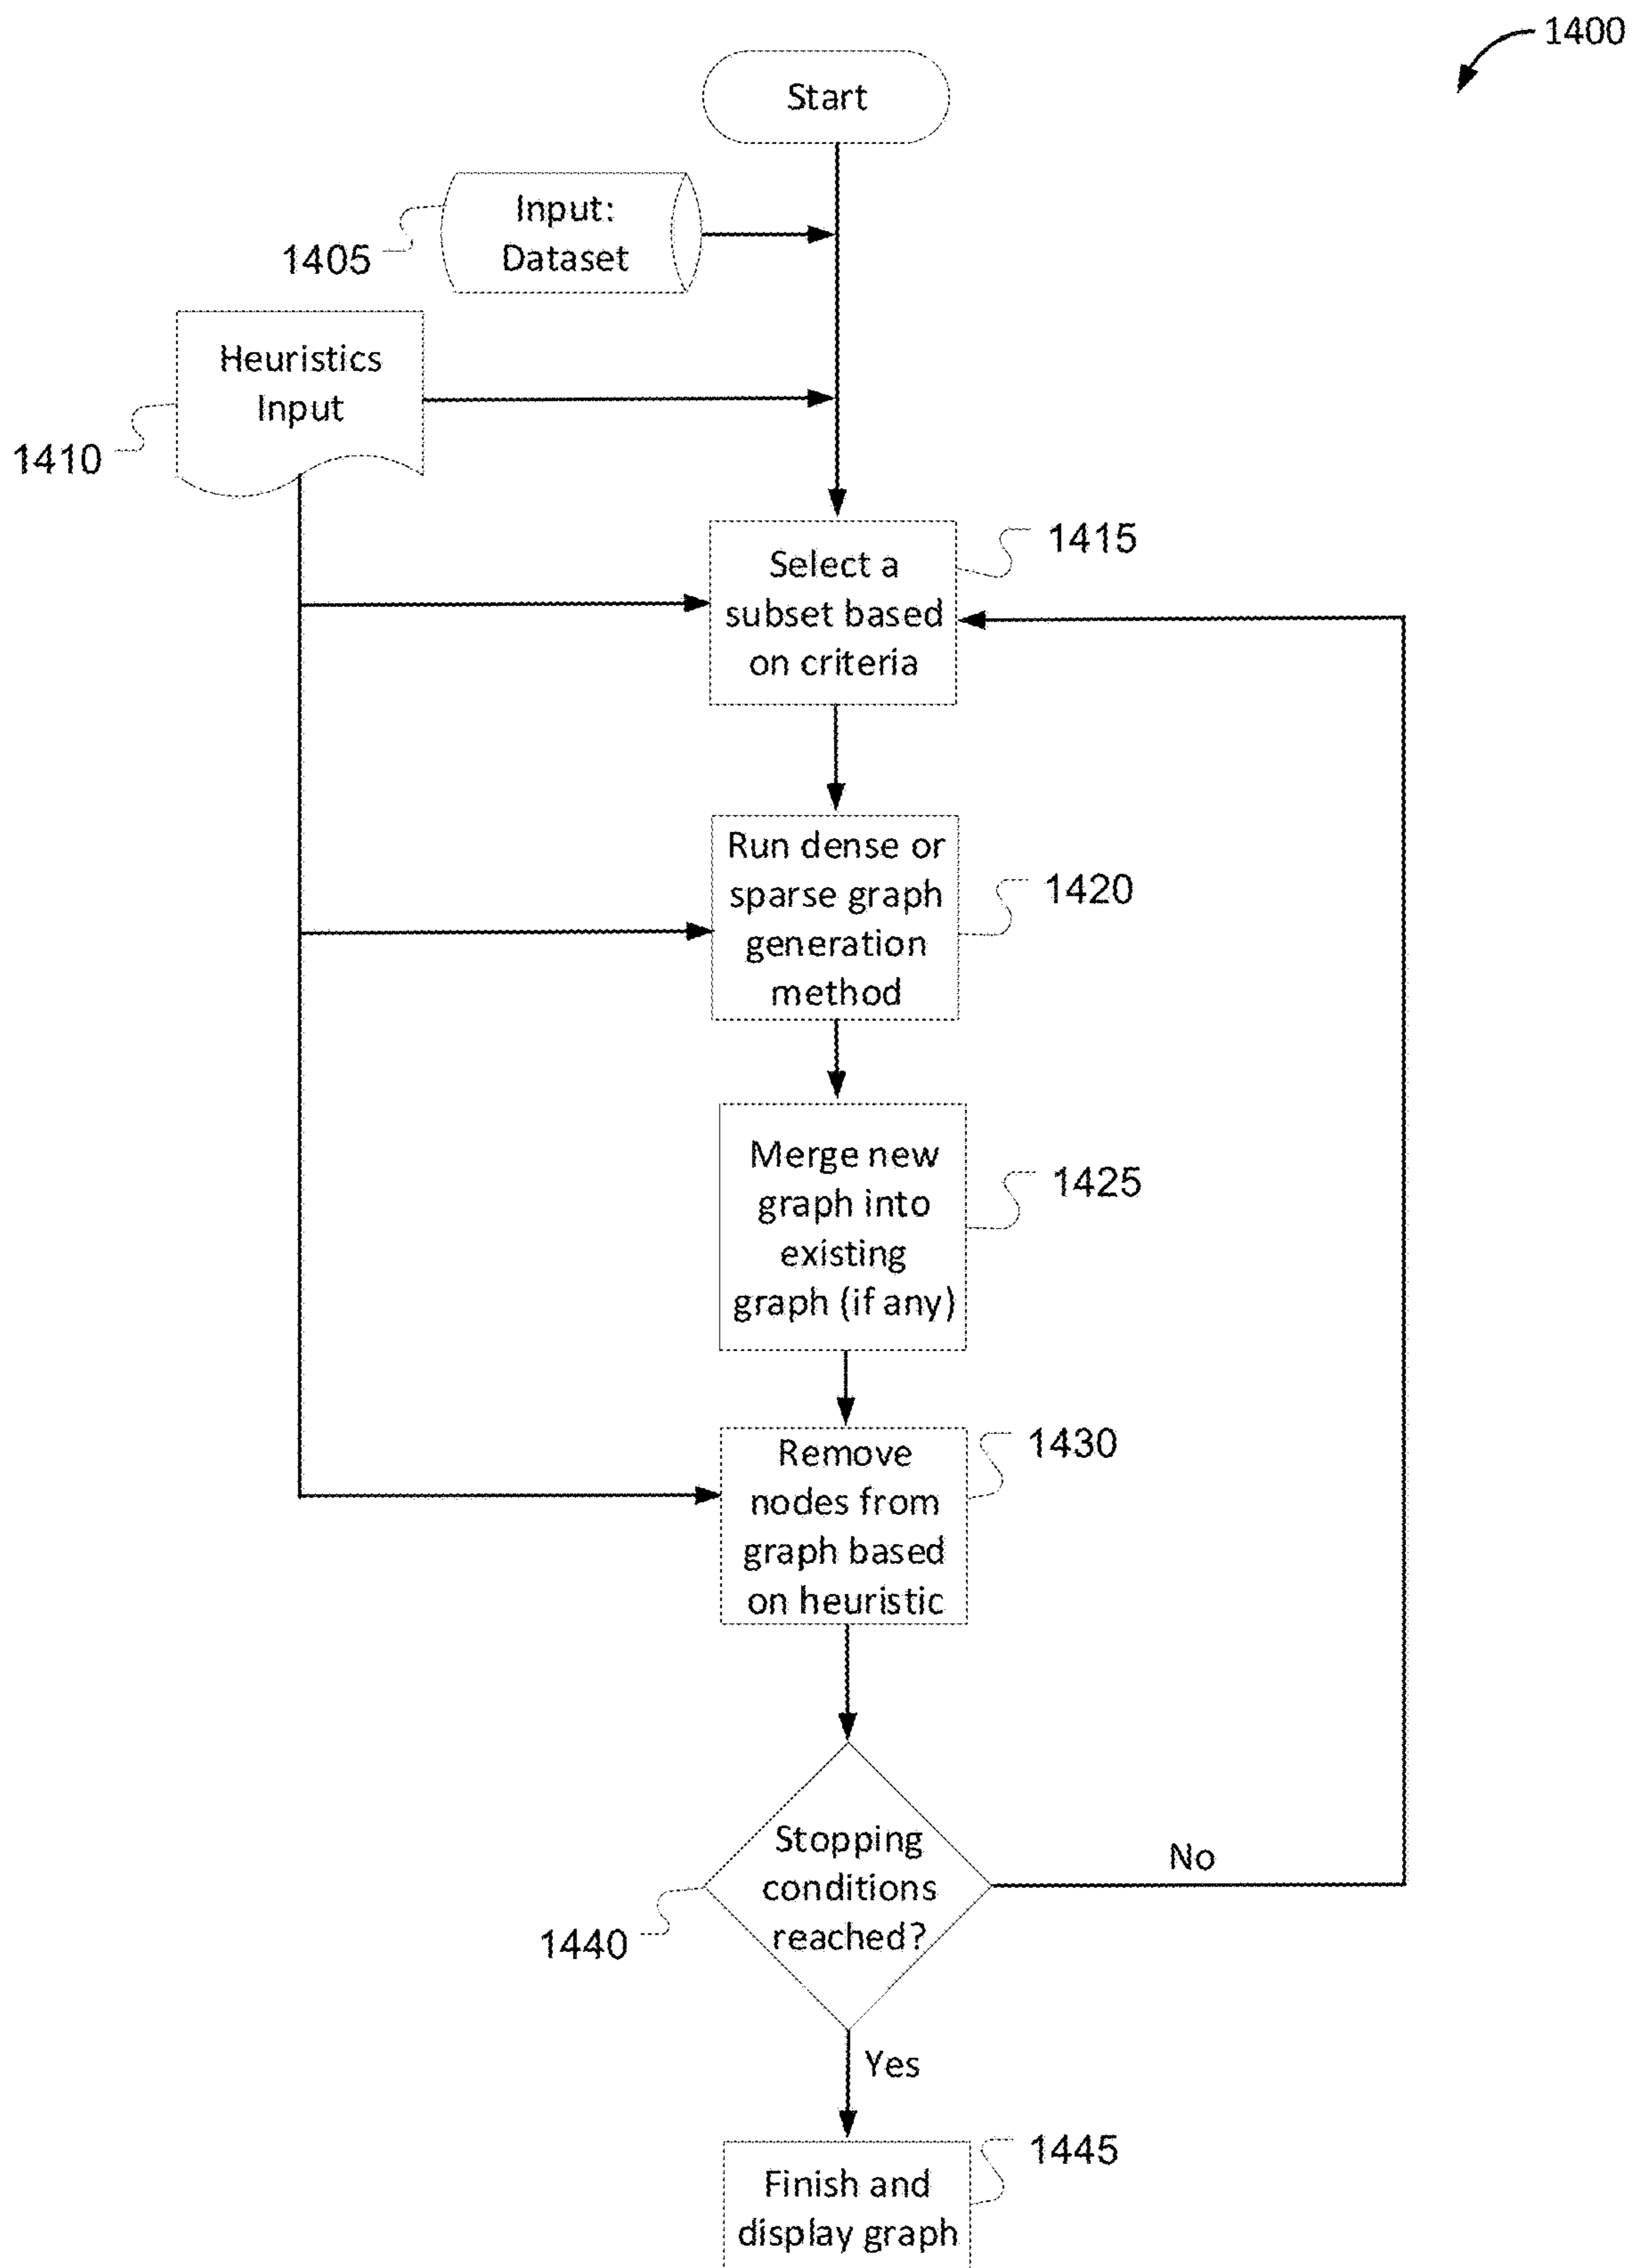 1400
Start
Input:
Dataset
1405
Heuristics
Input
1410
Select a
subset based
on criteria
1415
Run dense or
sparse graph
generation
method
1420
Merge new
graph into
existing
graph (if any)
1425
Remove
nodes from
graph based
on heuristic
1430
Stopping
conditions
reached?
1440
No
Yes
Finish and
display graph
1445